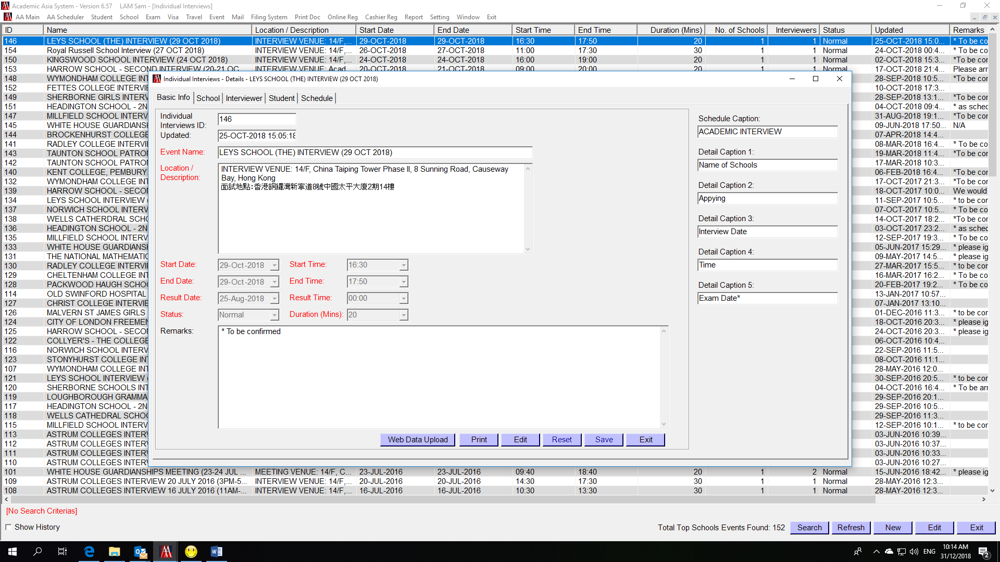 Academic Asia System - Version 6.57 LAM Sam - [Individual Interviews]
AA Main AA Scheduler Student School Exam Visa Travel Event Mail Filing System Print Doc Online Reg Cashier Reg Report Setting Window Exit
ID Name Location / Description Start Date End Date Start Time End Time Duration (Mins) No. of Schools Interviewers Status Updated Remarks
146 LEYS SCHOOL (THE) INTERVIEW (29 OCT 2018) INTERVIEW VENUE: 14/F,... 29-OCT-2018 29-OCT-2018 16:30 17:50 20 1 1 Normal 25-OCT-2018 15:0... * To be co
154 Royal Russell School Interview (27 OCT 2018) INTERVIEW VENUE: 14/F,... 26-OCT-2018 27-OCT-2018 11:00 17:30 30 1 1 Normal 24-OCT-2018 00:4... * To be co
150 KINGSWOOD SCHOOL INTERVIEW (24 OCT 2018) INTERVIEW VENUE: 14/F,... 24-OCT-2018 24-OCT-2018 16:00 19:00 20 1 1 Normal 02-OCT-2018 15:3... *To be cor
153 HARROW SCHOOL - SECOND INTERVIEW (20-21 OC... INTERVIEW VENUE: Acad... 20-OCT-2018 21-OCT-2018 09:00 20:00 20 1 1 Normal 17-OCT-2018 21:4... Please arr
148 WYMONDHAM COLLEGE INT 28-SEP-2018 10:5... *To be cor
152 FETTES COLLEGE INTERVIE 10-OCT-2018 17:3...
149 SHERBORNE GIRLS INTERV 28-SEP-2018 13:1... *To be cor
151 HEADINGTON SCHOOL - 2N 04-OCT-2018 09:4... * as sched
147 MILLFIELD SCHOOL INTERV 31-AUG-2018 19:1... *To be cor
145 WHITE HOUSE GUARDIANSH 09-JUN-2018 17:50... N/A
144 BROCKENHURST COLLEGE 07-APR-2018 14:4...
141 RADLEY COLLEGE INTERVIE 08-MAR-2018 16:4... * To be co
143 TAUNTON SCHOOL PATRON 19-MAR-2018 11:4... *To be cor
142 TAUNTON SCHOOL PATRON 17-MAR-2018 10:3...
140 KENT COLLEGE, PEMBURY 06-FEB-2018 16:4... *To be cor
132 WYMONDHAM COLLEGE INT 17-OCT-2017 21:3... *To be cor
139 HARROW SCHOOL - SECON 18-OCT-2017 10:0... We would
134 LEYS SCHOOL INTERVIEW ( 11-SEP-2017 10:5... * to be cor
137 NORWICH SCHOOL INTERV 07-OCT-2017 10:5... * To be co
138 WELLS CATHERDRAL SCHO 14-OCT-2017 18:2... *To be cor
136 HEADINGTON SCHOOL - 2N 03-OCT-2017 23:2... * as sched
135 MILLFIELD SCHOOL INTERV 12-SEP-2017 19:3... * To be co
133 WHITE HOUSE GUARDIANSH 05-JUN-2017 15:29... * please ig
131 THE NATIONAL MATHEMATIC 09-MAY-2017 14:5... * please ig
130 RADLEY COLLEGE INTERVIE 27-MAR-2017 15:5... * to be cor
129 CHELTENHAM COLLEGE INT 16-MAR-2017 16:2... * To be co
128 PACKWOOD HAUGH SCHOO 20-FEB-2017 19:2... * To be co
114 OLD SWINFORD HOSPITAL 13-JAN-2017 10:57...
127 CHRIST COLLEGE INTERVIE 07-JAN-2017 13:10...
126 MALVERN ST JAMES GIRLS 01-DEC-2016 11:3... * to be cor
124 CITY OF LONDON FREEMEN 18-OCT-2016 20:3... * please ig
125 HARROW SCHOOL - SECON 24-OCT-2016 20:3... * please ig
122 COLLYER'S - THE COLLEGE 06-OCT-2016 10:4...
116 NORWICH SCHOOL INTERV 22-SEP-2016 11:5...
123 STONYHURST COLLEGE INT 08-OCT-2016 11:1...
107 WYMONDHAM COLLEGE INT 28-MAY-2016 12:0...
121 LEYS SCHOOL INTERVIEW ( 30-SEP-2016 20:5... * to be cor
120 SHERBORNE SCHOOLS INT 04-OCT-2016 16:4... * To be arr
119 LOUGHBOROUGH GRAMMA 29-SEP-2016 20:1...
117 HEADINGTON SCHOOL - 2N 29-SEP-2016 10:5...
118 WELLS CATHEDRAL SCHOO 29-SEP-2016 11:3...
115 MILLFIELD SCHOOL INTERV 12-SEP-2016 10:1... * to be cor
113 ASTRUM COLLEGES INTERV 03-JUN-2016 10:39...
112 ASTRUM COLLEGES INTERV 03-JUN-2016 10:37...
111 ASTRUM COLLEGES INTERV 03-JUN-2016 10:33...
110 ASTRUM COLLEGES INTERV 03-JUN-2016 10:27...
101 WHITE HOUSE GUARDIANSHIPS MEETING (23-24 JUL ... MEETING VENUE: 14/F, C... 23-JUL-2016 23-JUL-2016 09:40 18:40 20 1 2 Normal 15-JUN-2016 18:42... * please ig
109 ASTRUM COLLEGES INTERVIEW 20 JULY 2016 (3PM-5... INTERVIEW VENUE: 14/F,... 20-JUL-2016 20-JUL-2016 14:30 17:30 30 1 1 Normal 28-MAY-2016 12:3...
108 ASTRUM COLLEGES INTERVIEW 16 JULY 2016 (11AM-... INTERVIEW VENUE: 14/F,... 16-JUL-2016 16-JUL-2016 10:30 13:30 30 1 1 Normal 28-MAY-2016 12:3...
Individual Interviews - Details - LEYS SCHOOL (THE) INTERVIEW (29 OCT 2018)
Basic Info School Interviewer Student Schedule
Individual
Interviews ID: 146
Updated: 25-OCT-2018 15:05:18
Event Name: LEYS SCHOOL (THE) INTERVIEW (29 OCT 2018)
Location /
Description:
INTERVIEW VENUE: 14/F, China Taiping Tower Phase II, 8 Sunning Road, Causeway
Bay, Hong Kong
面試地點:香港銅鑼灣新寧道8號中國太平大廈2期14樓
Start Date: 29-Oct-2018 Start Time: 16:30
End Date: 29-Oct-2018 End Time: 17:50
Result Date: 25-Aug-2018 Result Time: 00:00
Status: Normal Duration (Mins): 20
Remarks: * To be confirmed
Schedule Caption:
ACADEMIC INTERVIEW
Detail Caption 1:
Name of Schools
Detail Caption 2:
Appying
Detail Caption 3:
Interview Date
Detail Caption 4:
Time
Detail Caption 5:
Exam Date*
Web Data Upload Print Edit Reset Save Exit
[No Search Criterias]
Show History
Total Top Schools Events Found: 152 Search Refresh New Edit Exit
ENG
10:14 AM
31/12/2018
2